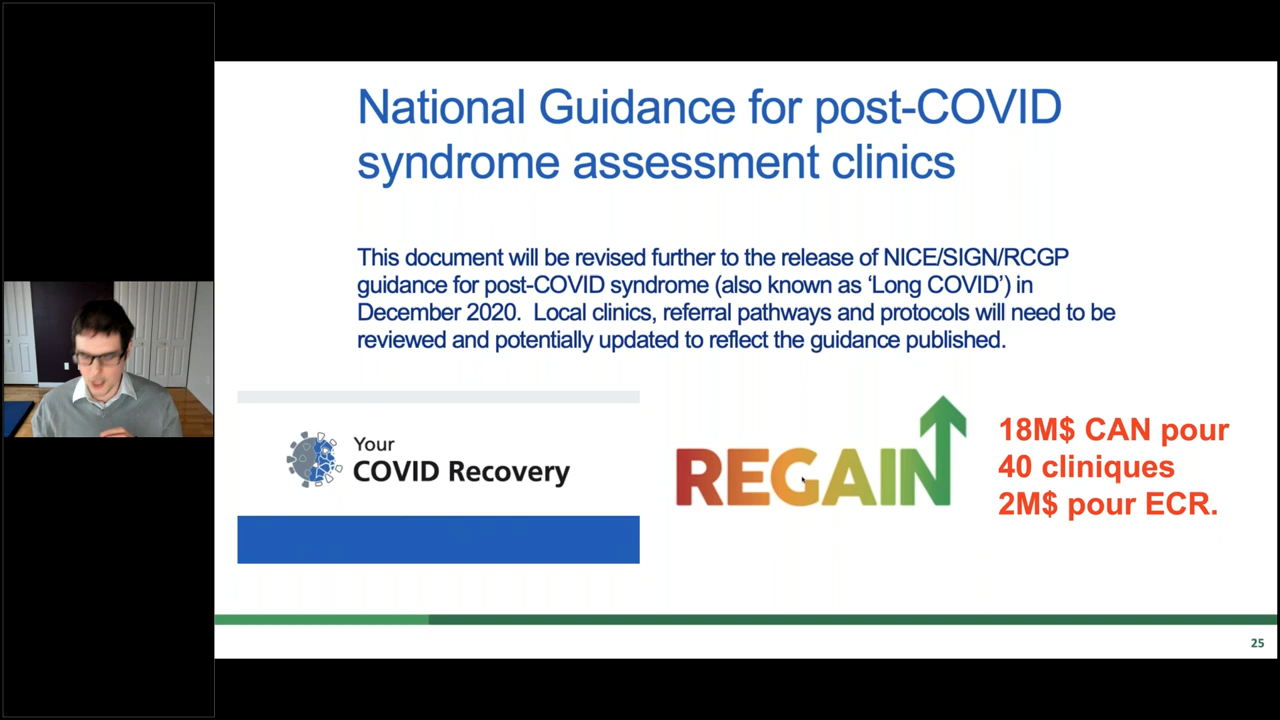 National Guidance for post-COVID
syndrome assessment clinics
This document will be revised further to the release of NICE/SIGN/RCGP
guidance for post-COVID syndrome (also known as ‘Long COVID’) in
December 2020.  Local clinics, referral pathways and protocols will need to be
reviewed and potentially updated to reflect the guidance published.
Your
COVID Recovery
REGAIN
18M$ CAN pour
40 cliniques
2M$ pour ECR.
25